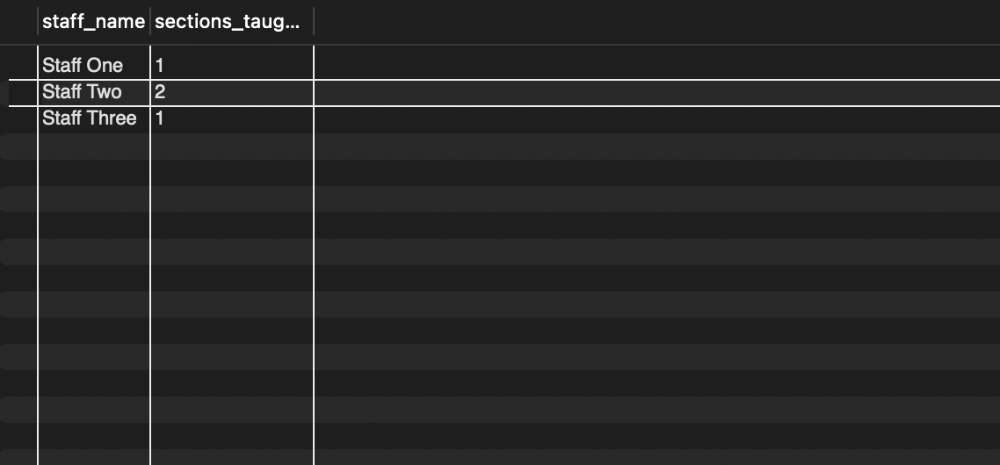 staff_name sections_taug...
Staff One 1
Staff Two 2
Staff Three 1